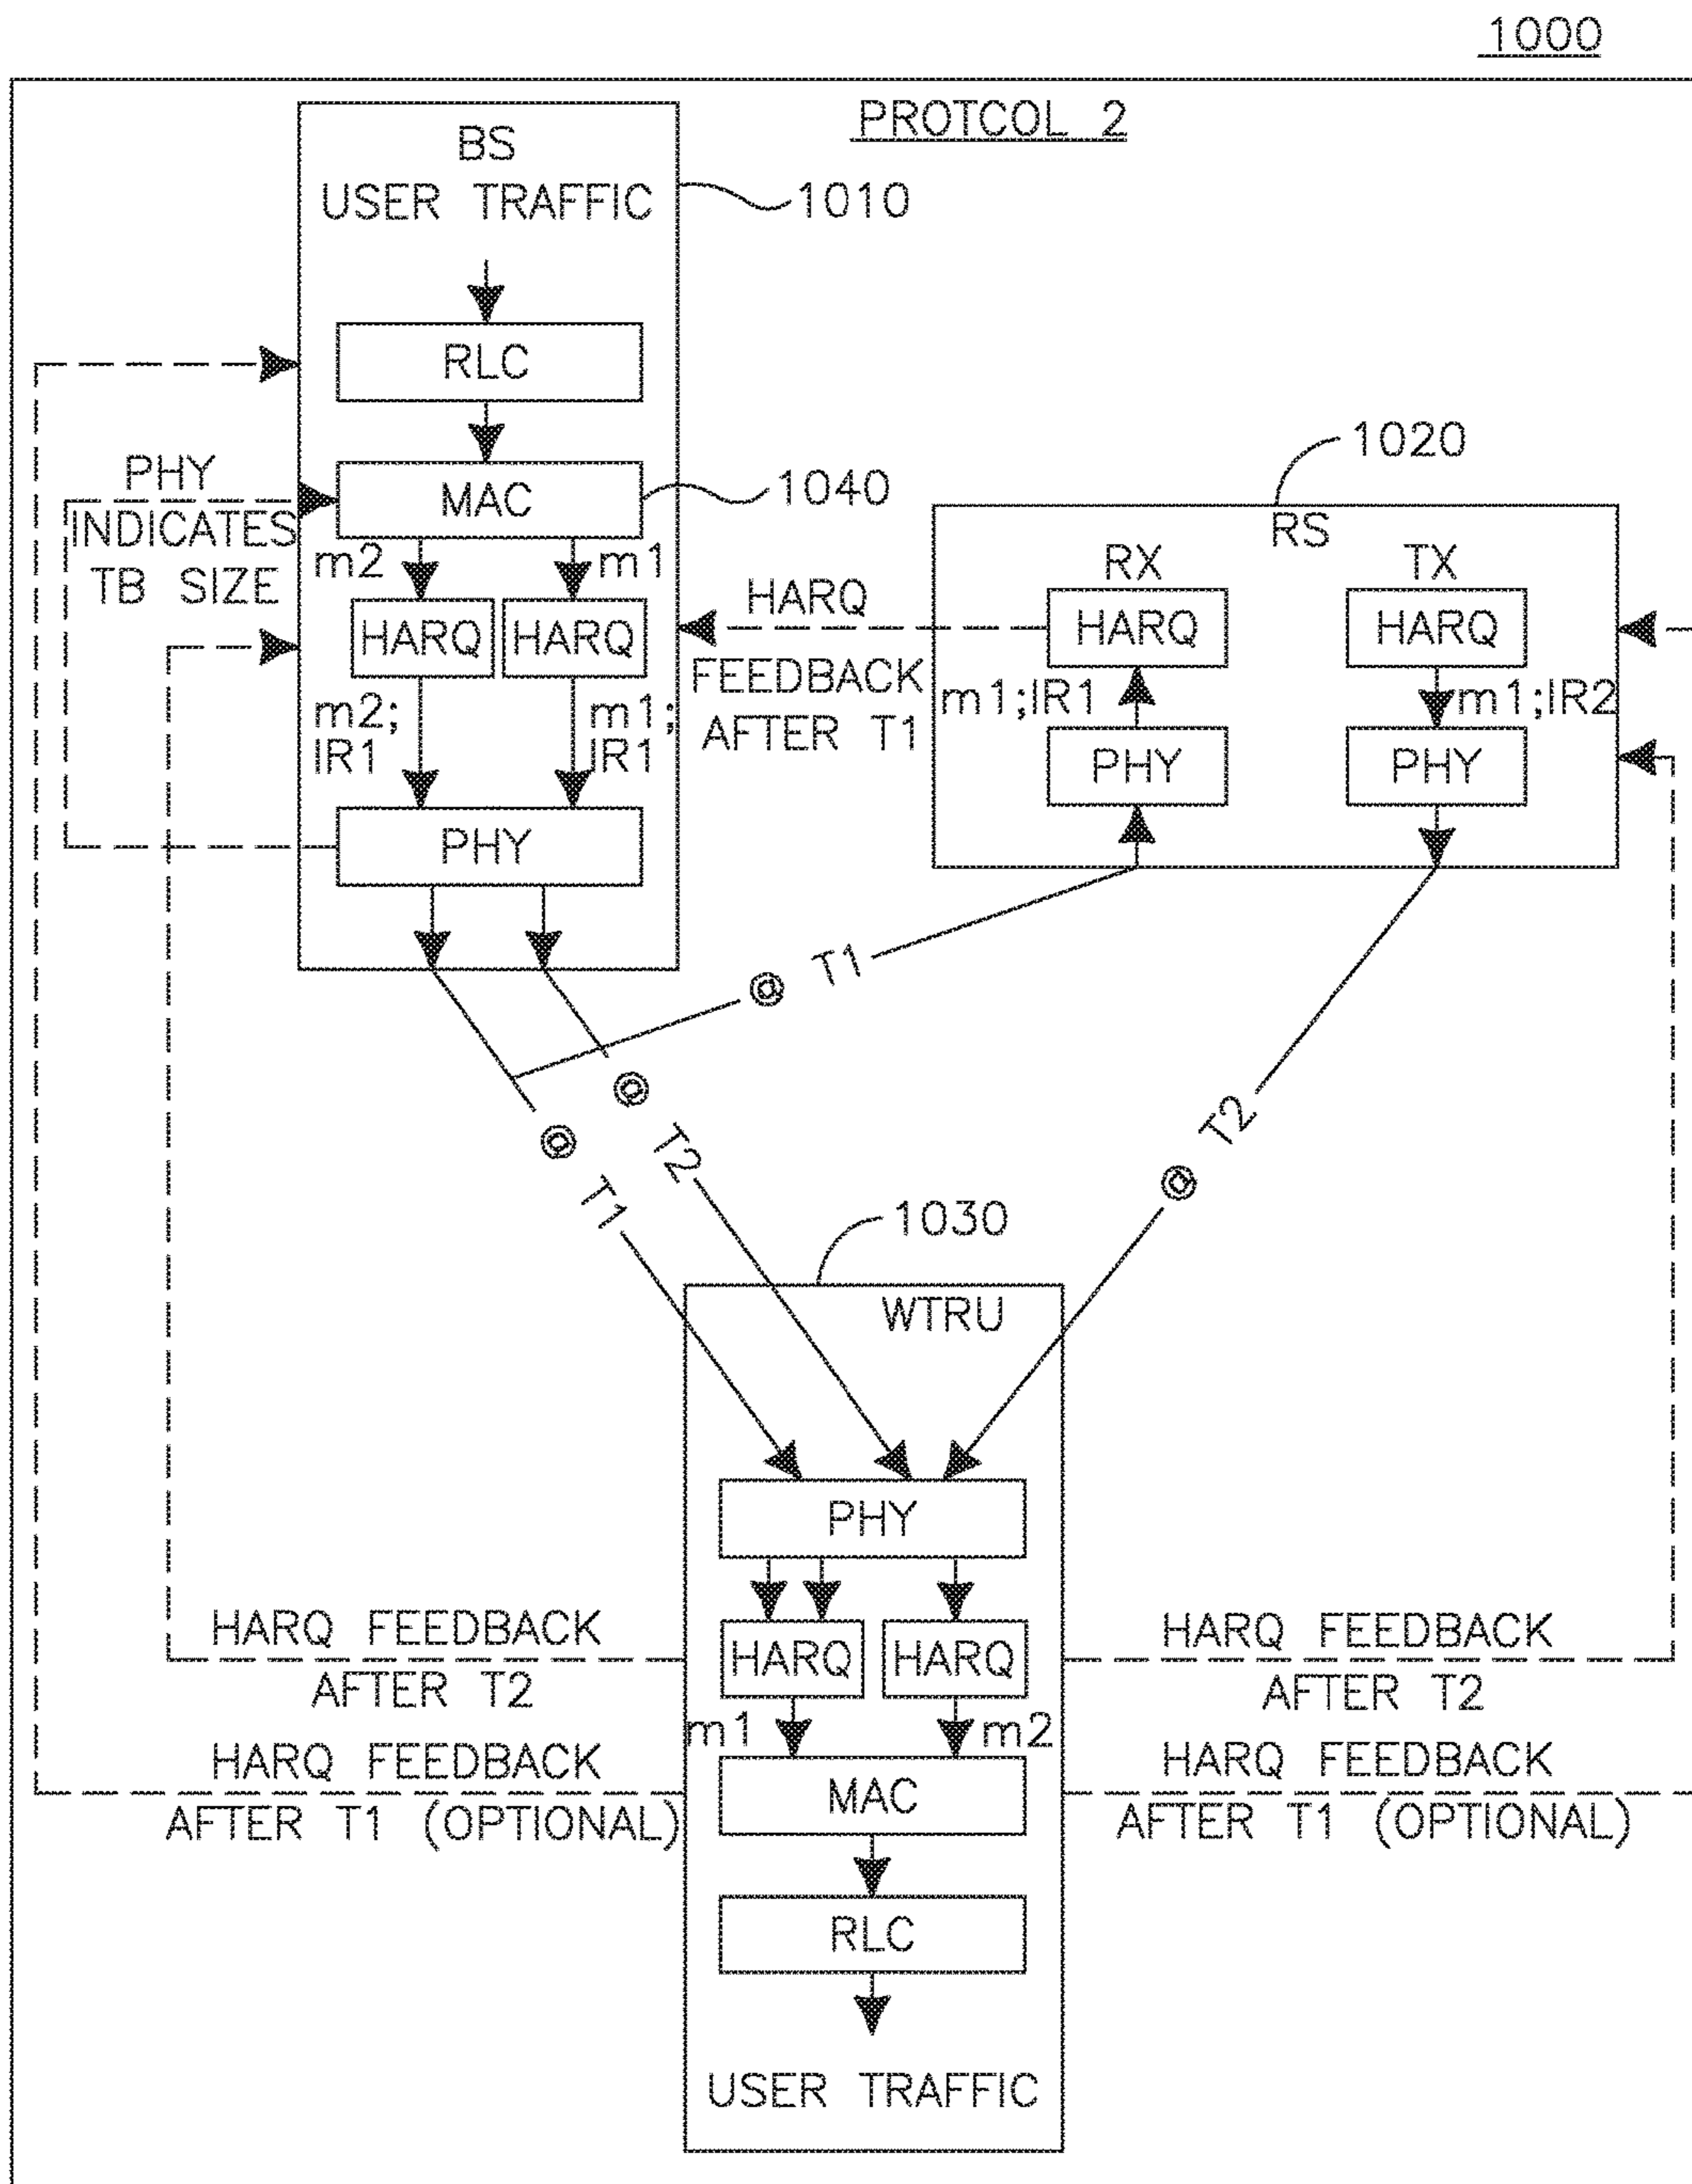 1000
PROTCOL 2
BS
USER TRAFFIC
1010
RLC
PHY
INDICATES
TB SIZE
MAC
1040
m2
m1
HARQ
HARQ
m2;
IR1
m1;
IR1
PHY
HARQ
FEEDBACK
AFTER T1
1020
RS
RX
TX
HARQ
HARQ
m1;IR1
m1;IR2
PHY
PHY
@ T1
@ T2
@ T1
@ T2
1030
WTRU
PHY
HARQ
HARQ
HARQ FEEDBACK
AFTER T2
HARQ FEEDBACK
AFTER T2
m1
m2
HARQ FEEDBACK
AFTER T1 (OPTIONAL)
MAC
HARQ FEEDBACK
AFTER T1 (OPTIONAL)
RLC
USER TRAFFIC